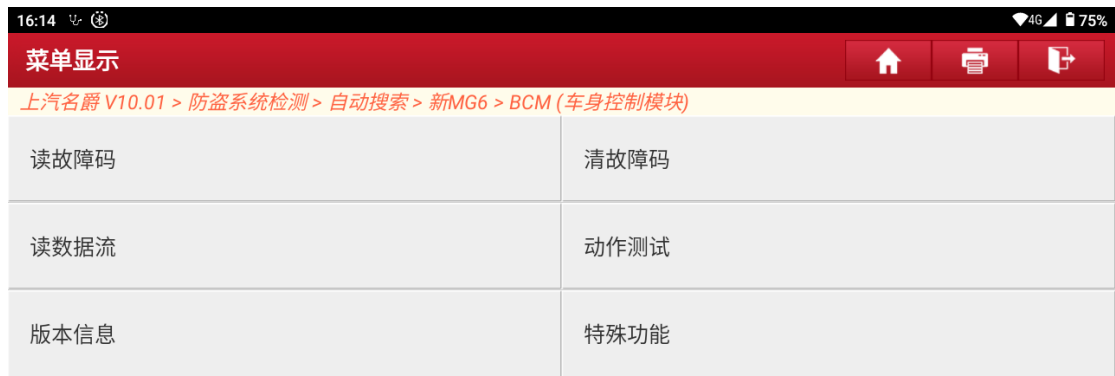 16:14 4G 75%
菜单显示
上汽名爵 V10.01 > 防盗系统检测 > 自动搜索 > 新MG6 > BCM (车身控制模块)
读故障码 清故障码
读数据流 动作测试
版本信息 特殊功能